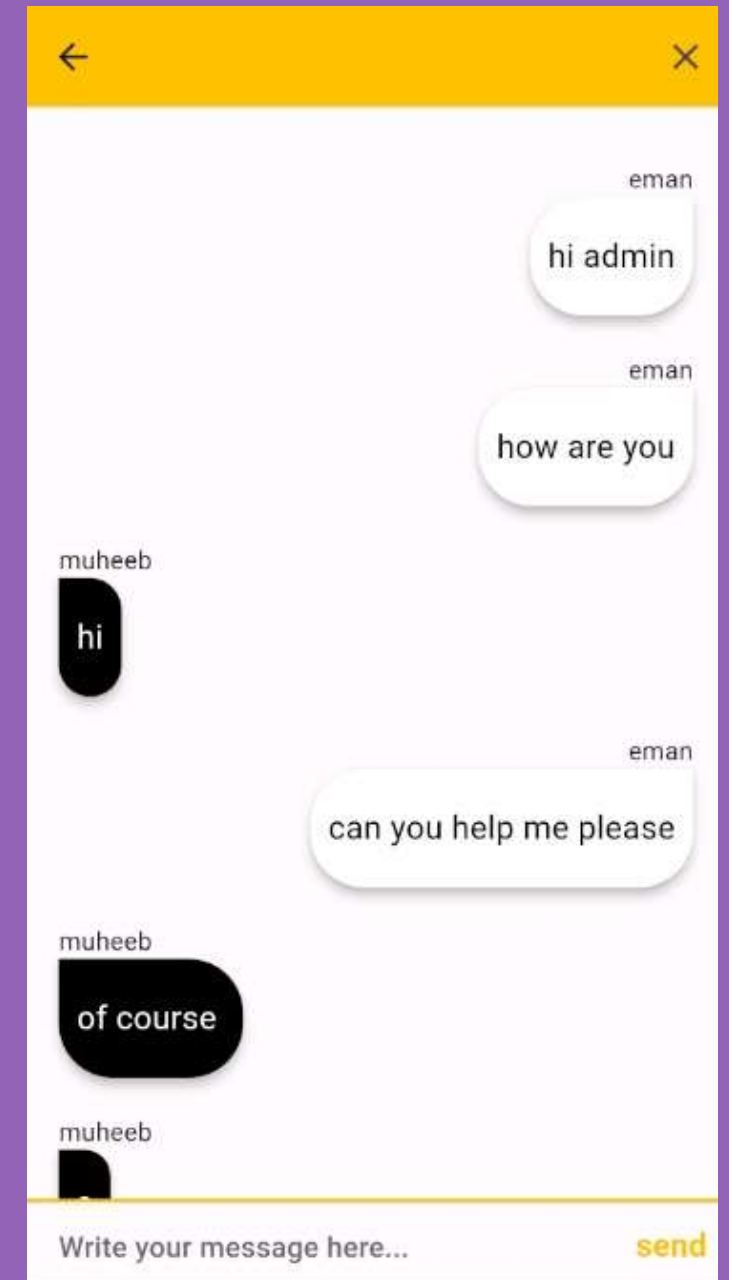 eman
hi admin
eman
how are you
muheeb
hi
eman
can you help me please
muheeb
of course
muheeb
Write your message here...
send